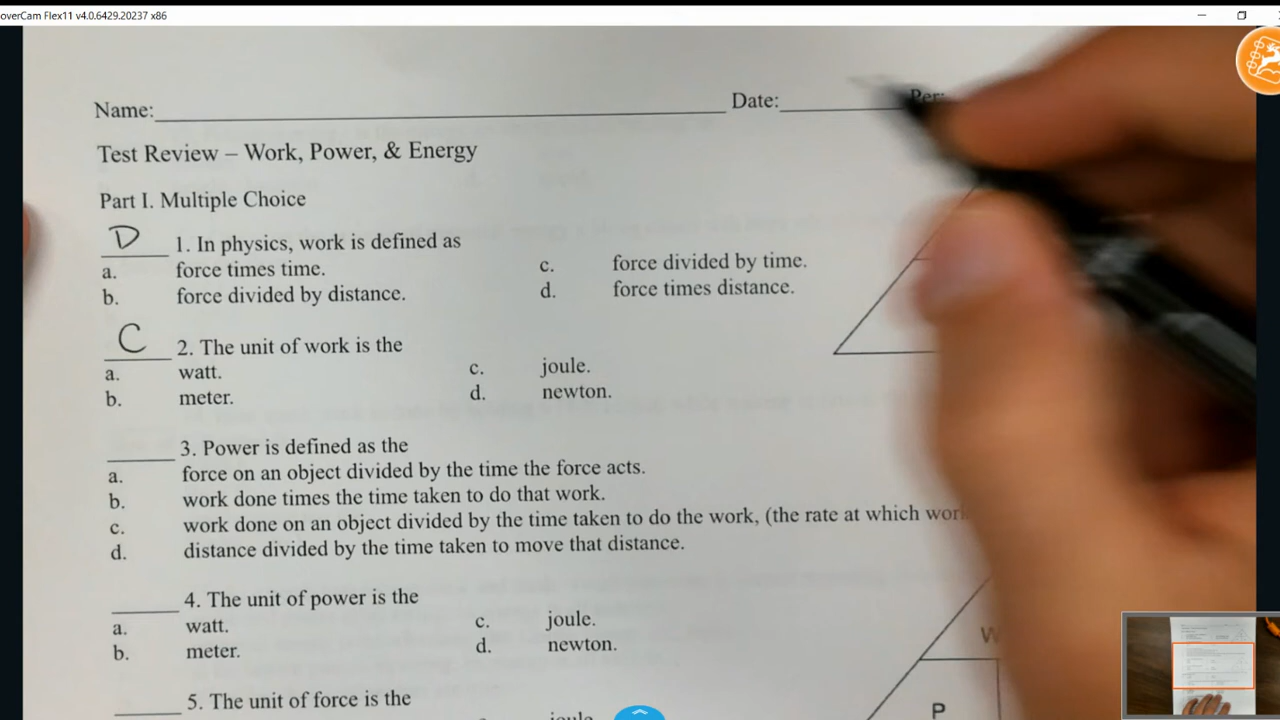 overCam Flex11 v4.0.6429.20237 x86
Name: Date: Per:
Test Review – Work, Power, & Energy
Part I. Multiple Choice
D 1. In physics, work is defined as
a. force times time. c. force divided by time.
b. force divided by distance. d. force times distance.
C 2. The unit of work is the
a. watt. c. joule.
b. meter. d. newton.
3. Power is defined as the
a. force on an object divided by the time the force acts.
b. work done times the time taken to do that work.
c. work done on an object divided by the time taken to do the work, (the rate at which
d. distance divided by the time taken to move that distance.
4. The unit of power is the
a. watt. c. joule.
b. meter. d. newton.
W
5. The unit of force is the
P
joule